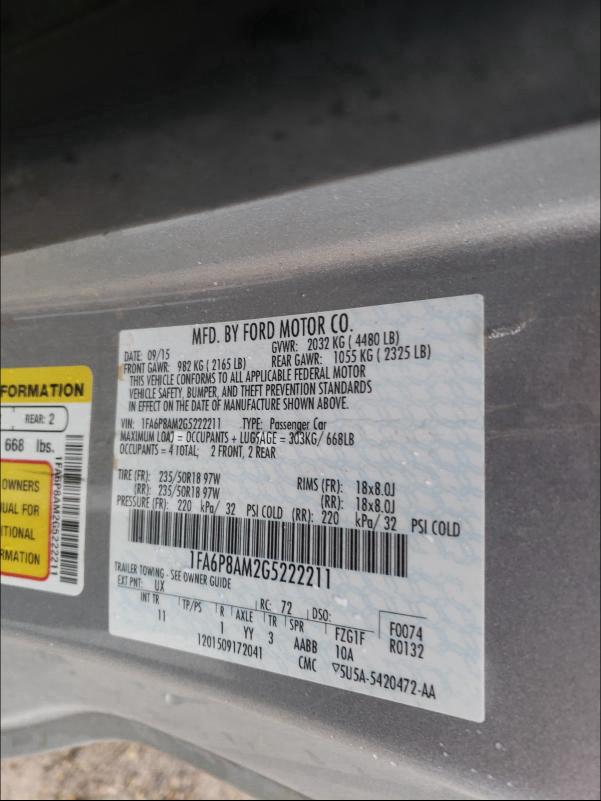 MFD. BY FORD MOTOR CO.
DATE: 09/15 GVWR: 2032 KG ( 4480 LB)
FRONT GAWR: 982 KG ( 2165 LB) REAR GAWR: 1055 KG ( 2325 LB)
THIS VEHICLE CONFORMS TO ALL APPLICABLE FEDERAL MOTOR
VEHICLE SAFETY, BUMPER, AND THEFT PREVENTION STANDARDS
IN EFFECT ON THE DATE OF MANUFACTURE SHOWN ABOVE.
VIN: 1FA6P8AM2G5222211 TYPE: Passenger Car
MAXIMUM LOAD = OCCUPANTS + LUGGAGE = 303KG/ 668LB
OCCUPANTS = 4 TOTAL; 2 FRONT, 2 REAR
TIRE (FR): 235/50R18 97W RIMS (FR): 18x8.0J
(RR): 235/50R18 97W (RR): 18x8.0J
PRESSURE (FR): 220 kPa/ 32 PSI COLD (RR): 220 kPa/ 32 PSI COLD
1FA6P8AM2G5222211
TRAILER TOWING - SEE OWNER GUIDE
EXT PNT: UX RC: 72 DSO:
INT TR TP/PS R AXLE TR SPR FZG1F F0074
11 1 YY 3 AABB 10A R0132
1201509172041 CMC 5U5A-5420472-AA
FORMATION
REAR: 2
668 lbs.
OWNERS
UAL FOR
ITIONAL
RMATION
1FA6P8AM2G5222211